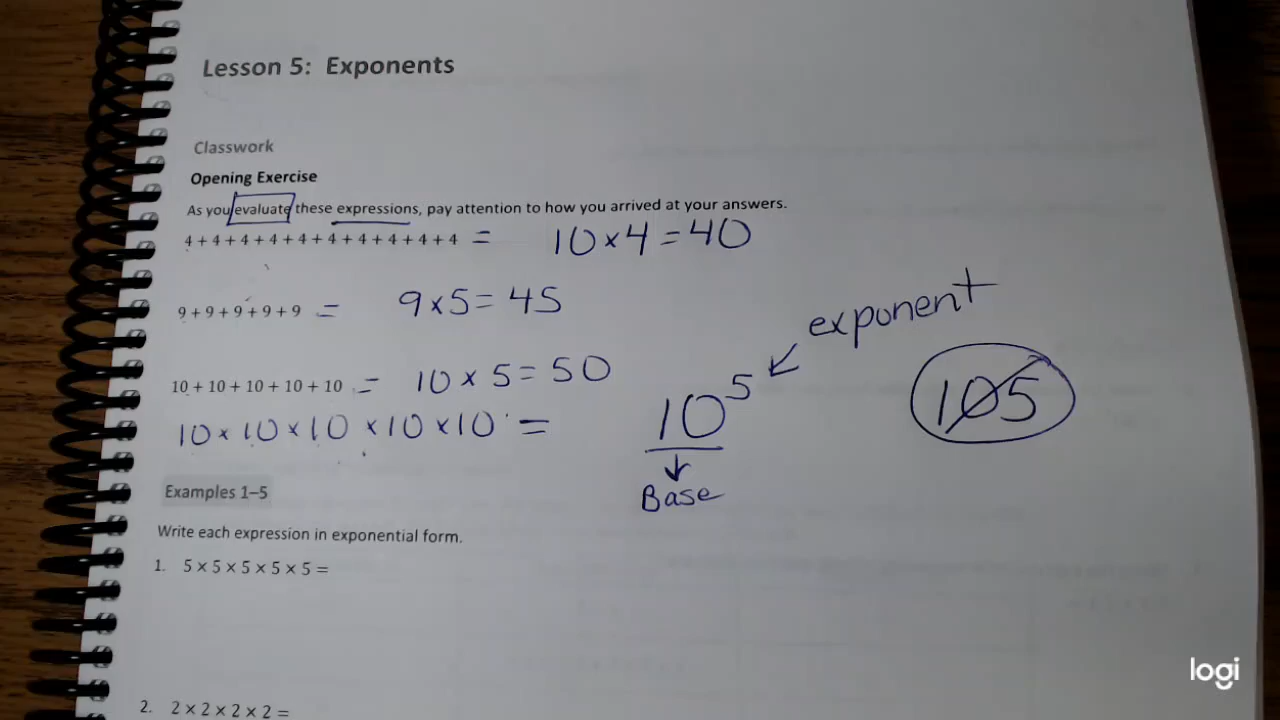 Lesson 5: Exponents
Classwork
Opening Exercise
As you evaluate these expressions, pay attention to how you arrived at your answers.
4 + 4 + 4 + 4 + 4 + 4 + 4 + 4 + 4 + 4 = 10 × 4 = 40
9 + 9 + 9 + 9 + 9 = 9 × 5 = 45
exponent
10 + 10 + 10 + 10 + 10 = 10 × 5 = 50
10 × 10 × 10 × 10 × 10 = 10⁵ 105
Base
Examples 1–5
Write each expression in exponential form.
1. 5 × 5 × 5 × 5 × 5 =
2. 2 × 2 × 2 × 2 =
logi